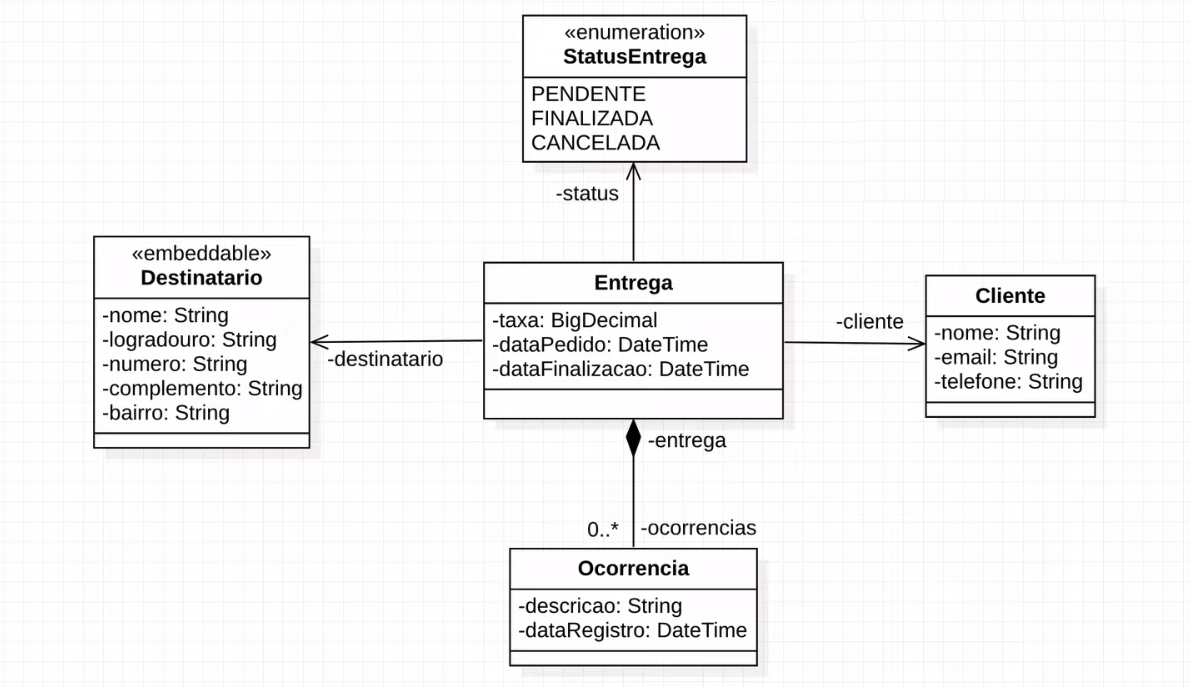 «enumeration»
StatusEntrega
PENDENTE
FINALIZADA
CANCELADA
-status
«embeddable»
Destinatario
-nome: String
-logradouro: String
-numero: String
-complemento: String
-bairro: String
-destinatario
Entrega
-taxa: BigDecimal
-dataPedido: DateTime
-dataFinalizacao: DateTime
-cliente
Cliente
-nome: String
-email: String
-telefone: String
-entrega
0..* -ocorrencias
Ocorrencia
-descricao: String
-dataRegistro: DateTime